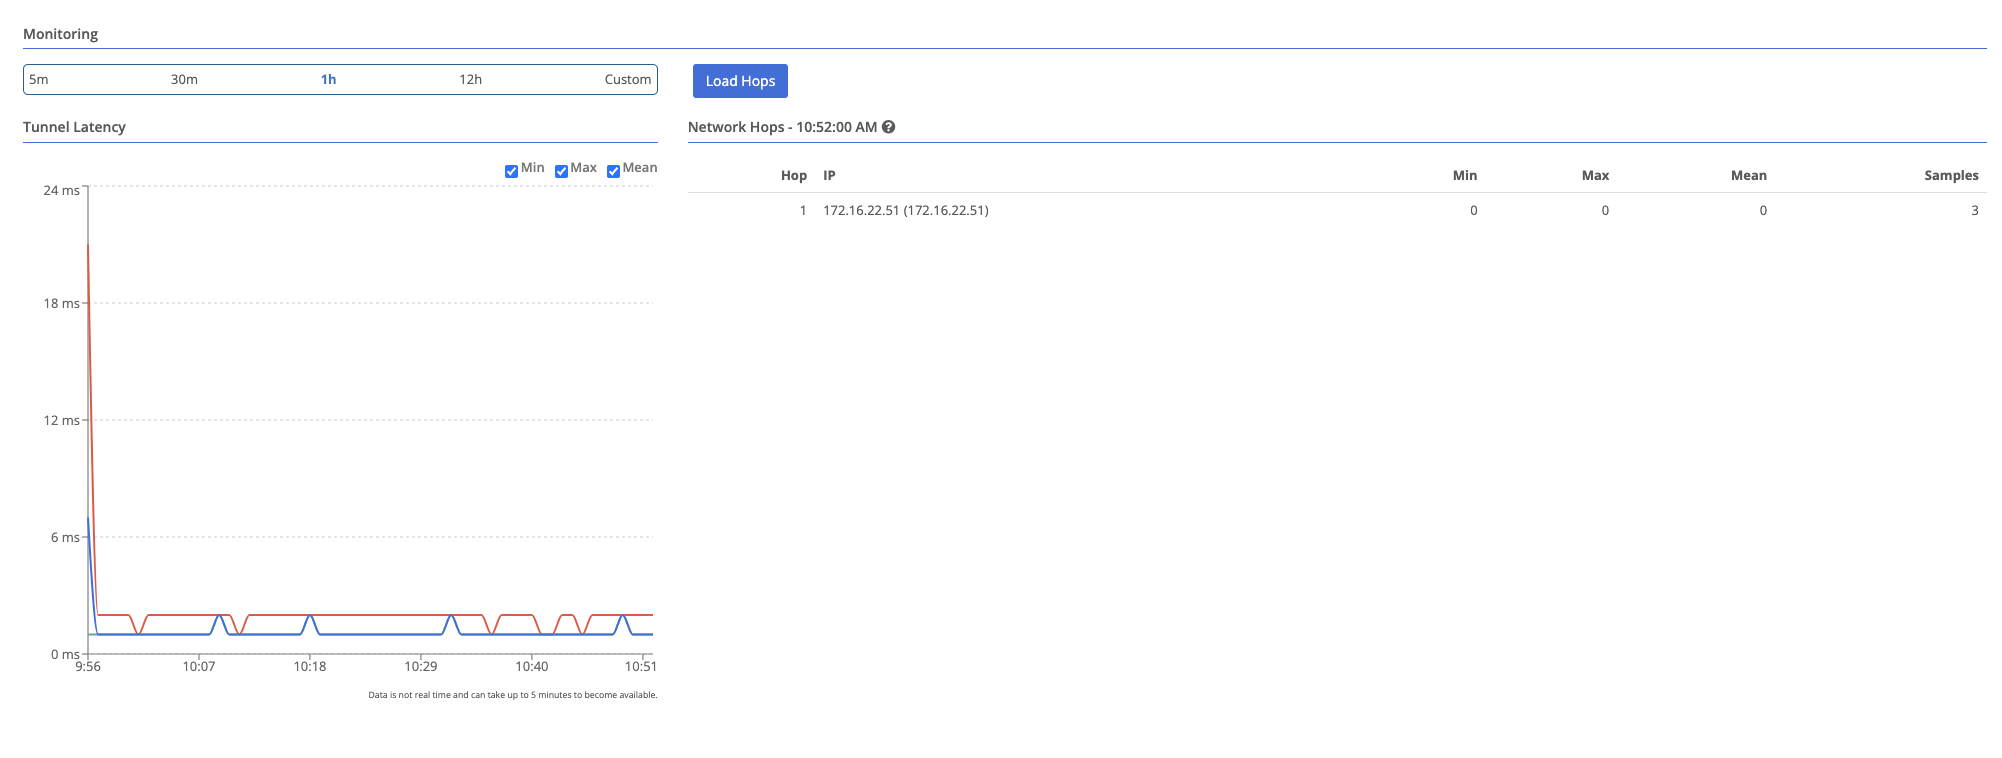 Monitoring
5m 30m 1h 12h Custom
Load Hops
Tunnel Latency
Network Hops - 10:52:00 AM
Min Max Mean
24 ms
18 ms
12 ms
6 ms
0 ms
9:56 10:07 10:18 10:29 10:40 10:51
Data is not real time and can take up to 5 minutes to become available.
Hop IP Min Max Mean Samples
1 172.16.22.51 (172.16.22.51) 0 0 0 3